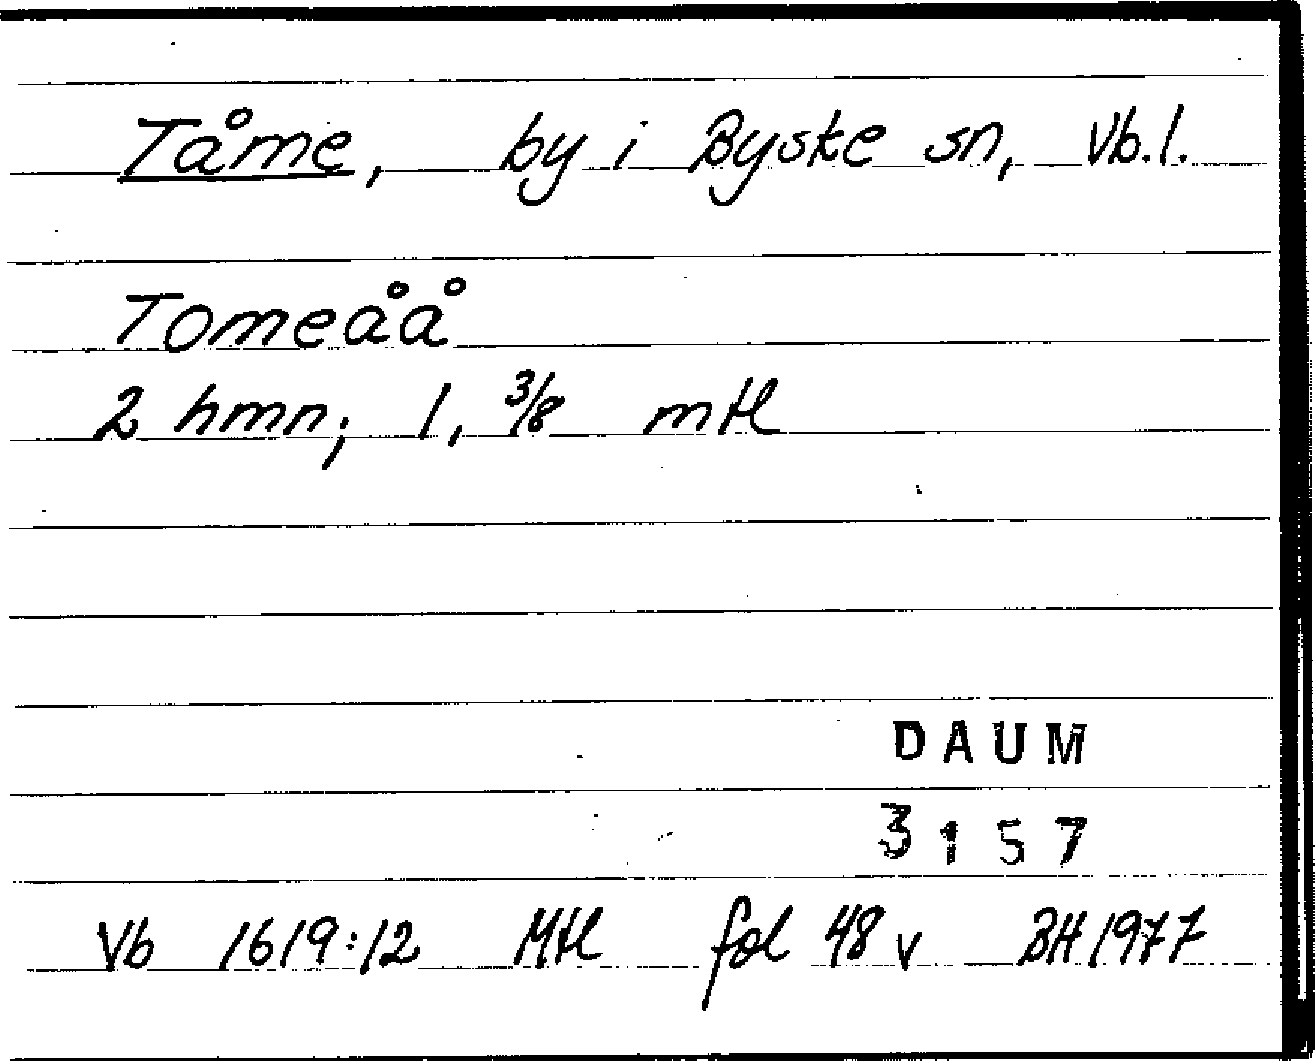 Tåme, by i Byske sn, Vb.l.
Tomeåå
2 hmn; 1, 3/8 mtl
DAUM
3157
Vb 1619:12 Mtl fol 48 v BH 1977